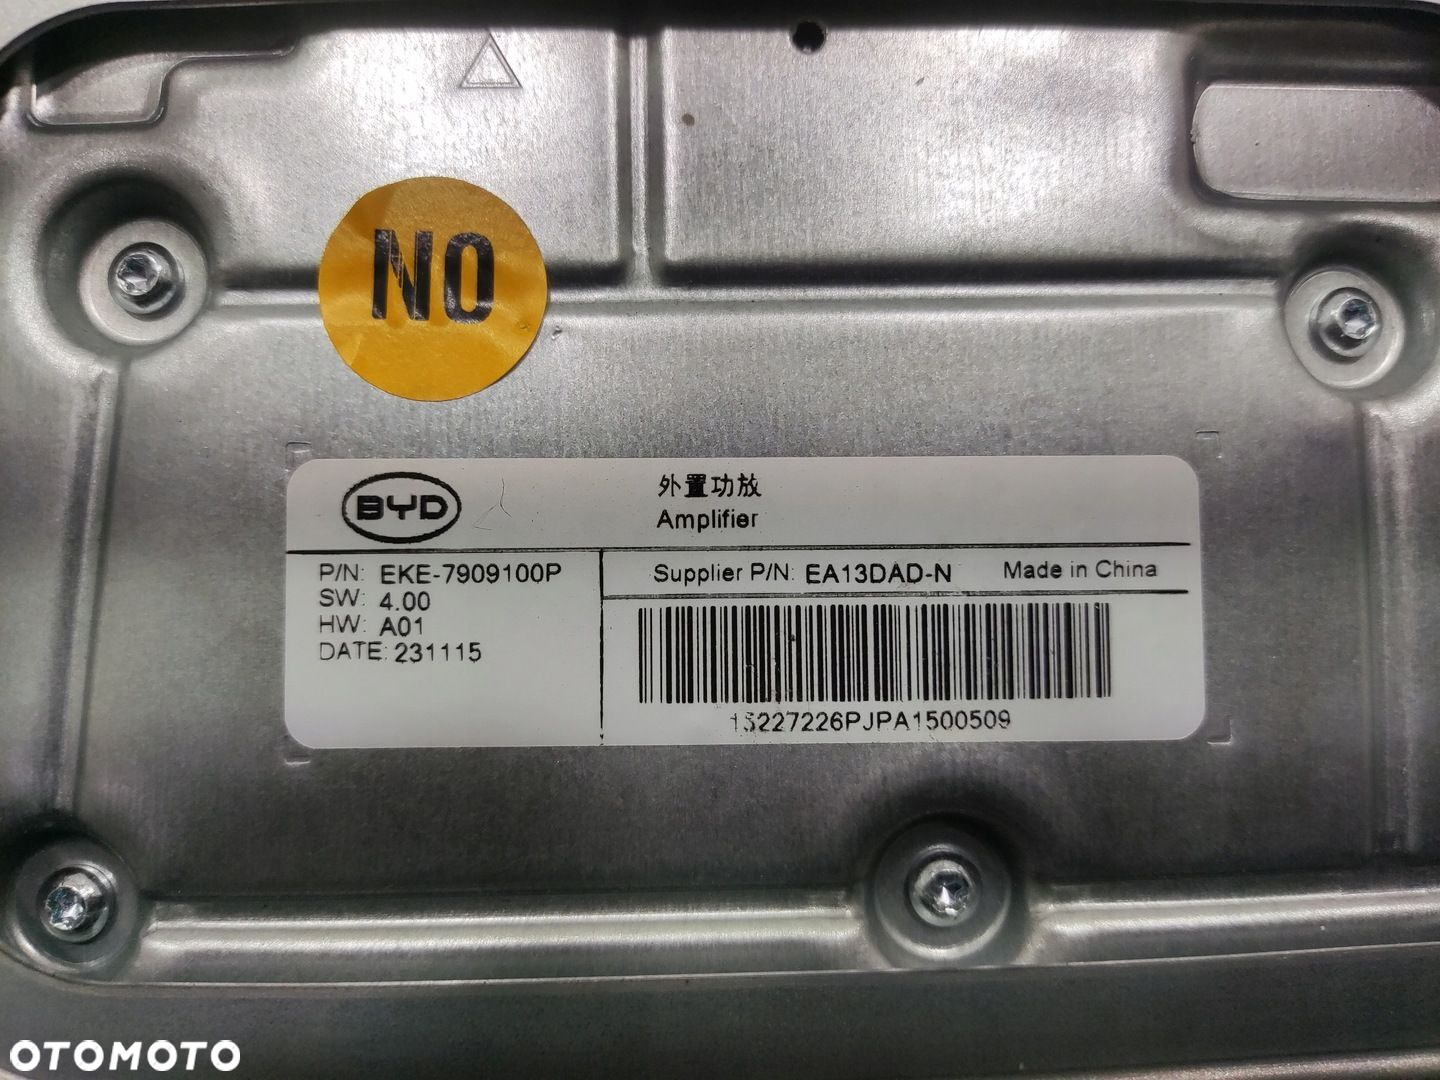 NO
BYD
外置功放
Amplifier
P/N: EKE-7909100P
SW: 4.00
HW: A01
DATE: 231115
Supplier P/N: EA13DAD-N
Made in China
15227226PJPA1500509
OTOMOTO